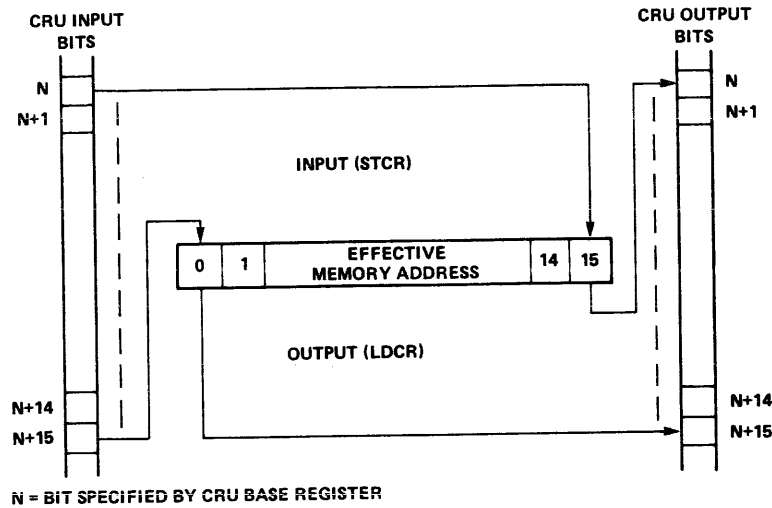 CRU INPUT
BITS
CRU OUTPUT
BITS
N
N
N+1
N+1
INPUT (STCR)
0
1
EFFECTIVE
MEMORY ADDRESS
14
15
OUTPUT (LDCR)
N+14
N+14
N+15
N+15
N = BIT SPECIFIED BY CRU BASE REGISTER